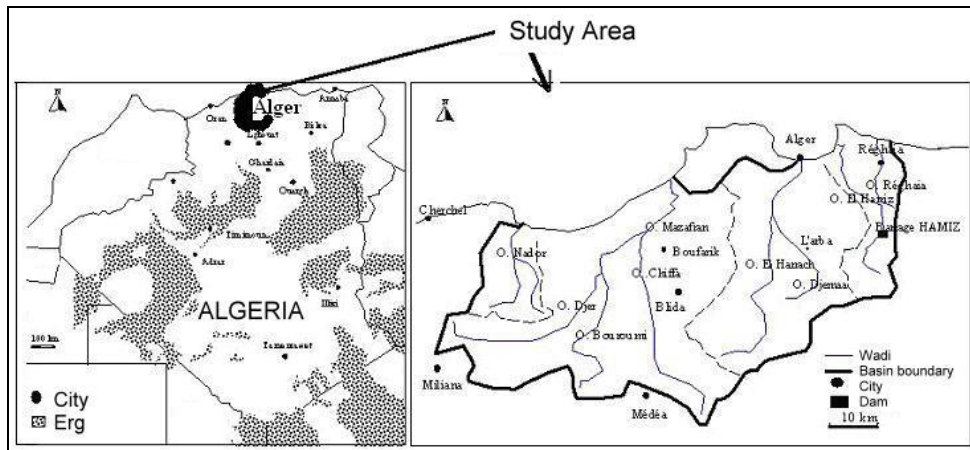 Study Area
N
Annaba
Oran
Alger
Biskra
Laghouat
Ghardaia
Ouargla
Timimoun
Adrar
Illizi
ALGERIA
100 km
Tamanrasset
City
Erg
N
Alger
Réghaia
O. Réghaia
O. El Hamiz
Cherchel
O. Mazafran
L'arba
Barrage HAMIZ
O. Nador
Boufarik
O. Chiffa
O. El Harrach
O. Djemaa
Blida
O. Djer
O. Bouroumi
Miliana
Médéa
Wadi
Basin boundary
City
Dam
10 km